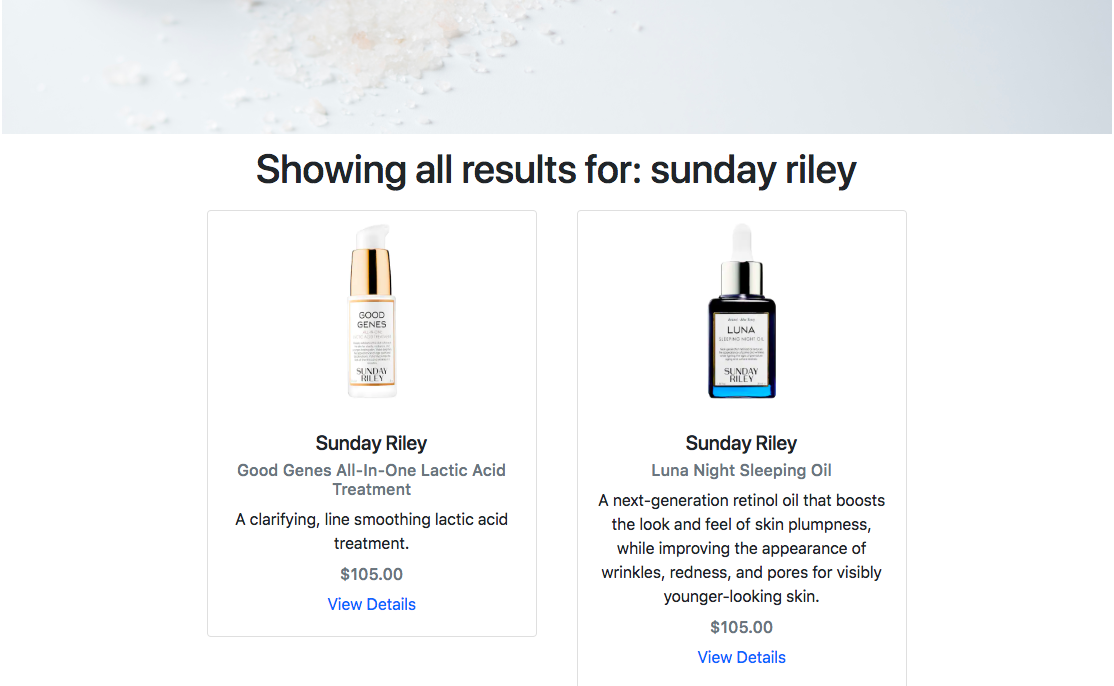 Showing all results for: sunday riley
GOOD
GENES
SUNDAY
RILEY
Sunday Riley
Good Genes All-In-One Lactic Acid
Treatment
A clarifying, line smoothing lactic acid
treatment.
$105.00
View Details
LUNA
SLEEPING NIGHT OIL
SUNDAY
RILEY
Sunday Riley
Luna Night Sleeping Oil
A next-generation retinol oil that boosts
the look and feel of skin plumpness,
while improving the appearance of
wrinkles, redness, and pores for visibly
younger-looking skin.
$105.00
View Details